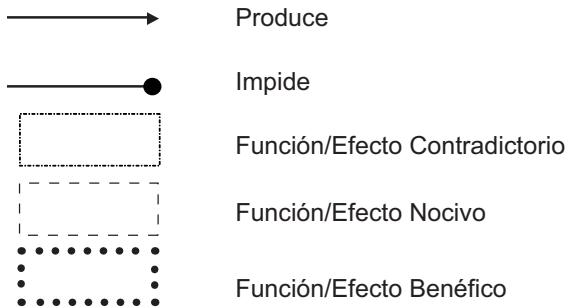 Produce
Impide
Función/Efecto Contradictorio
Función/Efecto Nocivo
Función/Efecto Benéfico